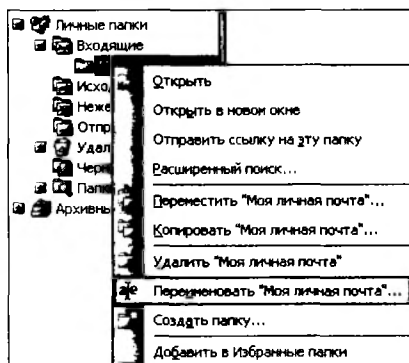 Личные папки
Входящие
Исхо
Неже
Отпр
Удал
Черн
Папк
Архивны
Открыть
Открыть в новом окне
Отправить ссылку на эту папку
Расширенный поиск...
Переместить "Моя личная почта"...
Копировать "Моя личная почта"...
Удалить "Моя личная почта"
Переименовать "Моя личная почта"...
Создать папку...
Добавить в Избранные папки